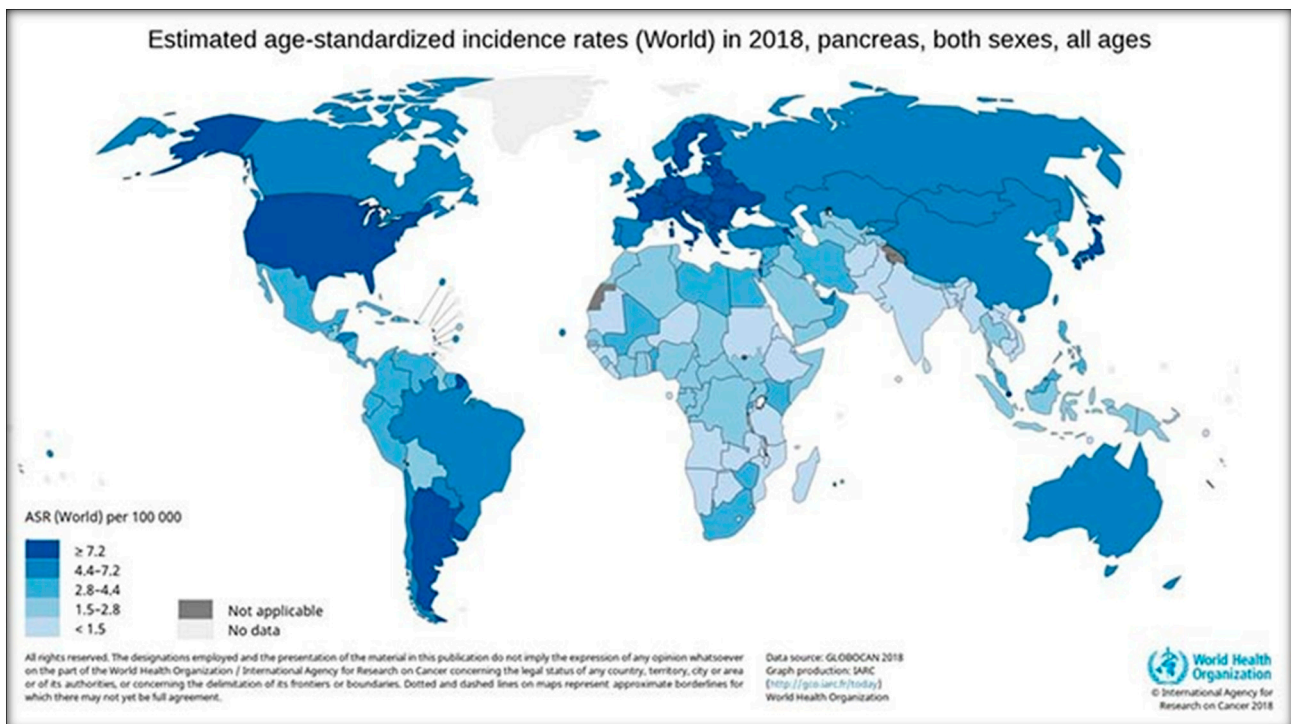 Estimated age-standardized incidence rates (World) in 2018, pancreas, both sexes, all ages
ASR (World) per 100 000
≥ 7.2
4.4–7.2
2.8–4.4
1.5–2.8
< 1.5
Not applicable
No data
All rights reserved. The designations employed and the presentation of the material in this publication do not imply the expression of any opinion whatsoever
on the part of the World Health Organization / International Agency for Research on Cancer concerning the legal status of any country, territory, city or area
or of its authorities, or concerning the delimitation of its frontiers or boundaries. Dotted and dashed lines on maps represent approximate borderlines for
which there may not yet be full agreement.
Data source: GLOBOCAN 2018
Graph production: IARC
(http://gco.iarc.fr/today)
World Health Organization
World Health
Organization
© International Agency for
Research on Cancer 2018